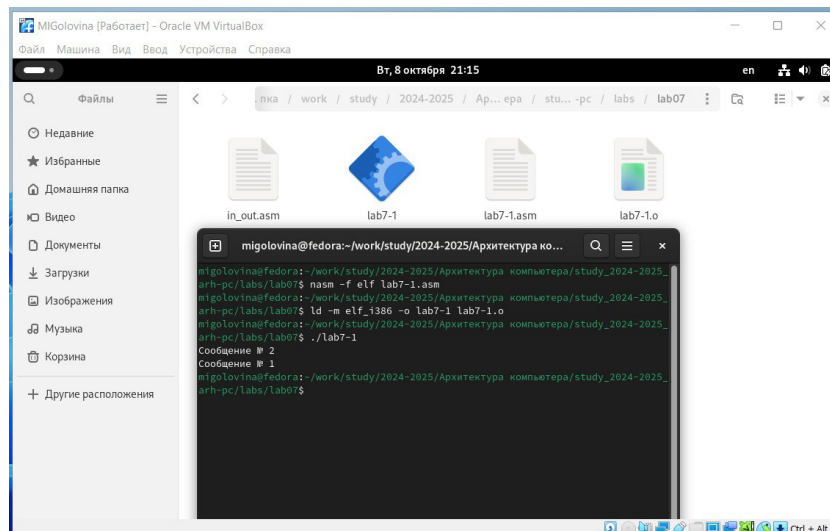 MIGolovina [Работает] - Oracle VM VirtualBox
Файл Машина Вид Ввод Устройства Справка
Вт, 8 октября 21:15 en
Файлы
/ work / study / 2024-2025 / Ар... ера / stu... -pc / labs / lab07
Недавние
Избранные
Домашняя папка
Видео
Документы
Загрузки
Изображения
Музыка
Корзина
Другие расположения
in_out.asm lab7-1 lab7-1.asm lab7-1.o
migolovina@fedora:~/work/study/2024-2025/Архитектура ко...
migolovina@fedora:~/work/study/2024-2025/Архитектура компьютера/study_2024-2025_
arh-pc/labs/lab07$ nasm -f elf lab7-1.asm
migolovina@fedora:~/work/study/2024-2025/Архитектура компьютера/study_2024-2025_
arh-pc/labs/lab07$ ld -m elf_i386 -o lab7-1 lab7-1.o
migolovina@fedora:~/work/study/2024-2025/Архитектура компьютера/study_2024-2025_
arh-pc/labs/lab07$ ./lab7-1
Сообщение № 2
Сообщение № 1
migolovina@fedora:~/work/study/2024-2025/Архитектура компьютера/study_2024-2025_
arh-pc/labs/lab07$
Ctrl + Alt